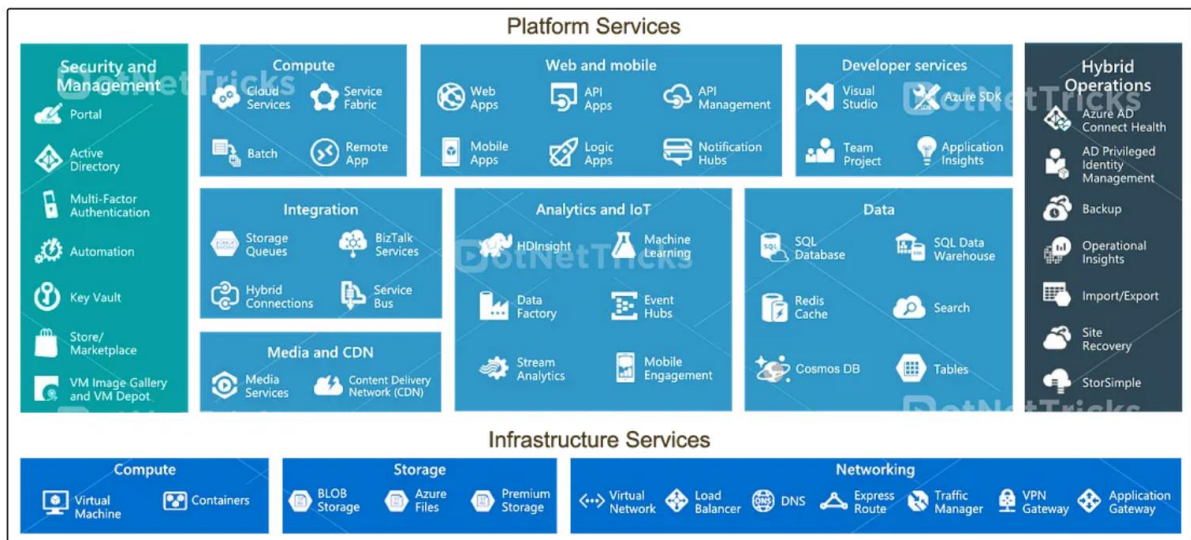 Platform Services
Security and
Management
Portal
Active
Directory
Multi-Factor
Authentication
Automation
Key Vault
Store/
Marketplace
VM Image Gallery
and VM Depot
Compute
Cloud
Services
Service
Fabric
Batch
Remote
App
Web and mobile
Web
Apps
API
Apps
API
Management
Mobile
Apps
Logic
Apps
Notification
Hubs
Developer services
Visual
Studio
Azure SDK
Team
Project
Application
Insights
Hybrid
Operations
Azure AD
Connect Health
AD Privileged
Identity
Management
Backup
Operational
Insights
Import/Export
Site
Recovery
StorSimple
Integration
Storage
Queues
BizTalk
Services
Hybrid
Connections
Service
Bus
Media and CDN
Media
Services
Content Delivery
Network (CDN)
Analytics and IoT
HDInsight
Machine
Learning
Data
Factory
Event
Hubs
Stream
Analytics
Mobile
Engagement
Data
SQL
SQL
Database
SQL Data
Warehouse
Redis
Cache
Search
Cosmos DB
Tables
DotNetTricks
DotNetTricks
DotNetTricks
DotNetTricks
DotNetTricks
Infrastructure Services
Compute
Virtual
Machine
Containers
Storage
BLOB
Storage
Azure
Files
Premium
Storage
Networking
Virtual
Network
Load
Balancer
DNS
DNS
Express
Route
Traffic
Manager
VPN
Gateway
Application
Gateway